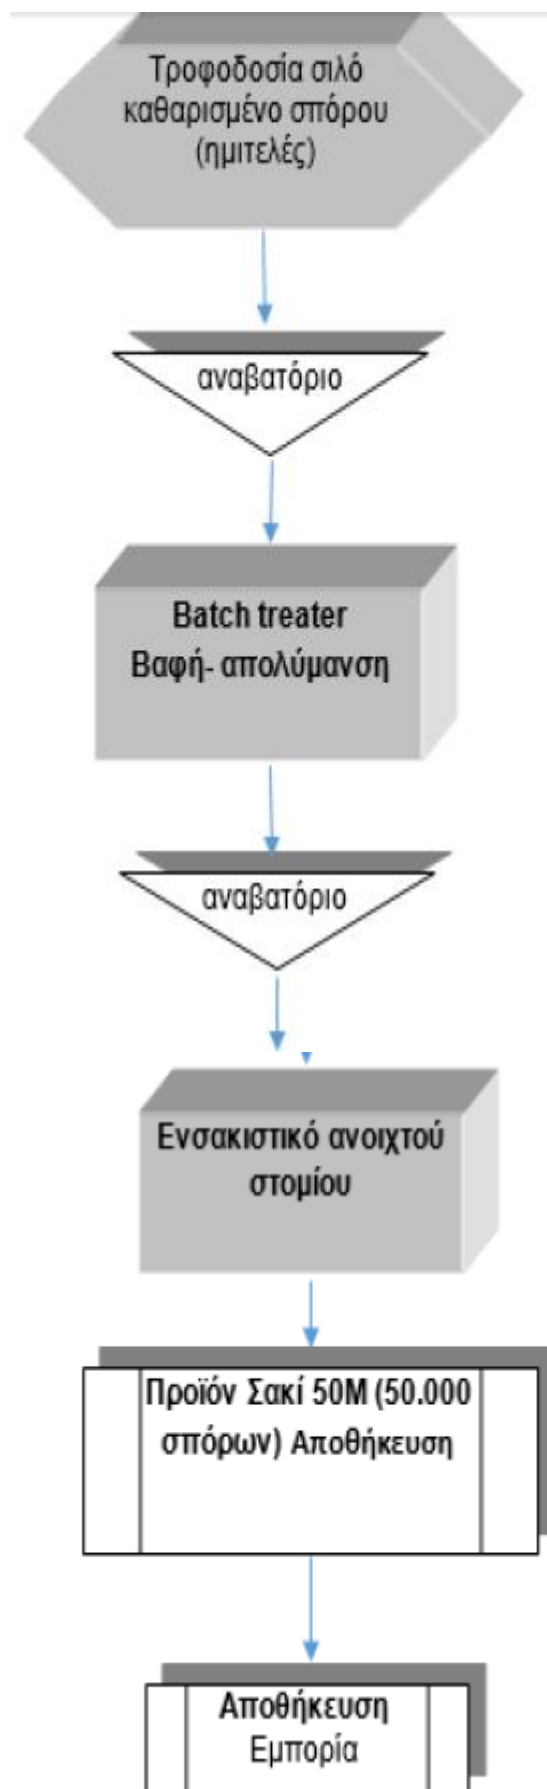 Τροφοδοσία σιλό
καθαρισμένο σπόρου
(ημιτελές)
αναβατόριο
Batch treater
Βαφή- απολύμανση
αναβατόριο
Ενσακιστικό ανοιχτού
στομίου
Προϊόν Σακί 50Μ (50.000
σπόρων) Αποθήκευση
Αποθήκευση
Εμπορία